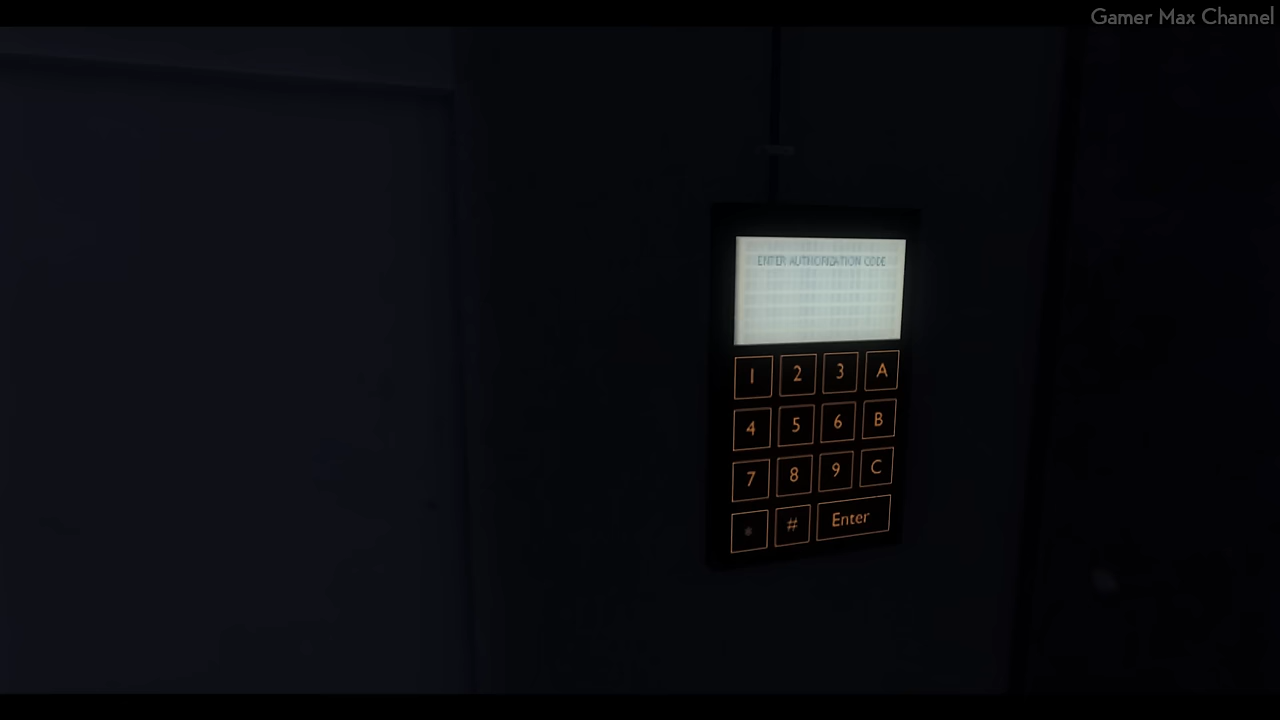 Gamer Max Channel
ENTER AUTHORIZATION CODE
1 2 3 A
4 5 6 B
7 8 9 C
* # Enter